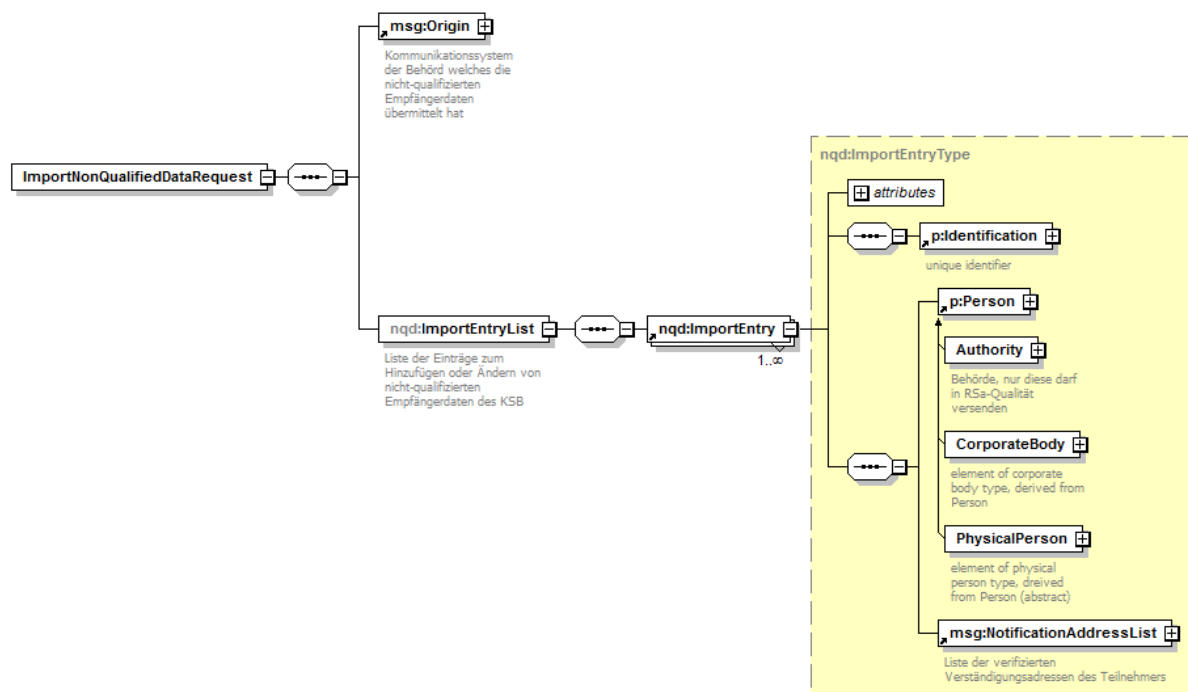 msg:Origin
Kommunikationssystem
der Behörd welches die
nicht-qualifizierten
Empfängerdaten
übermittelt hat
ImportNonQualifiedDataRequest
nqd:ImportEntryList
Liste der Einträge zum
Hinzufügen oder Ändern von
nicht-qualifizierten
Empfängerdaten des KSB
nqd:ImportEntry
1..∞
nqd:ImportEntryType
attributes
p:Identification
unique identifier
p:Person
Authority
Behörde, nur diese darf
in RSa-Qualität
versenden
CorporateBody
element of corporate
body type, derived from
Person
PhysicalPerson
element of physical
person type, dreived
from Person (abstract)
msg:NotificationAddressList
Liste der verifizierten
Verständigungsadressen des Teilnehmers